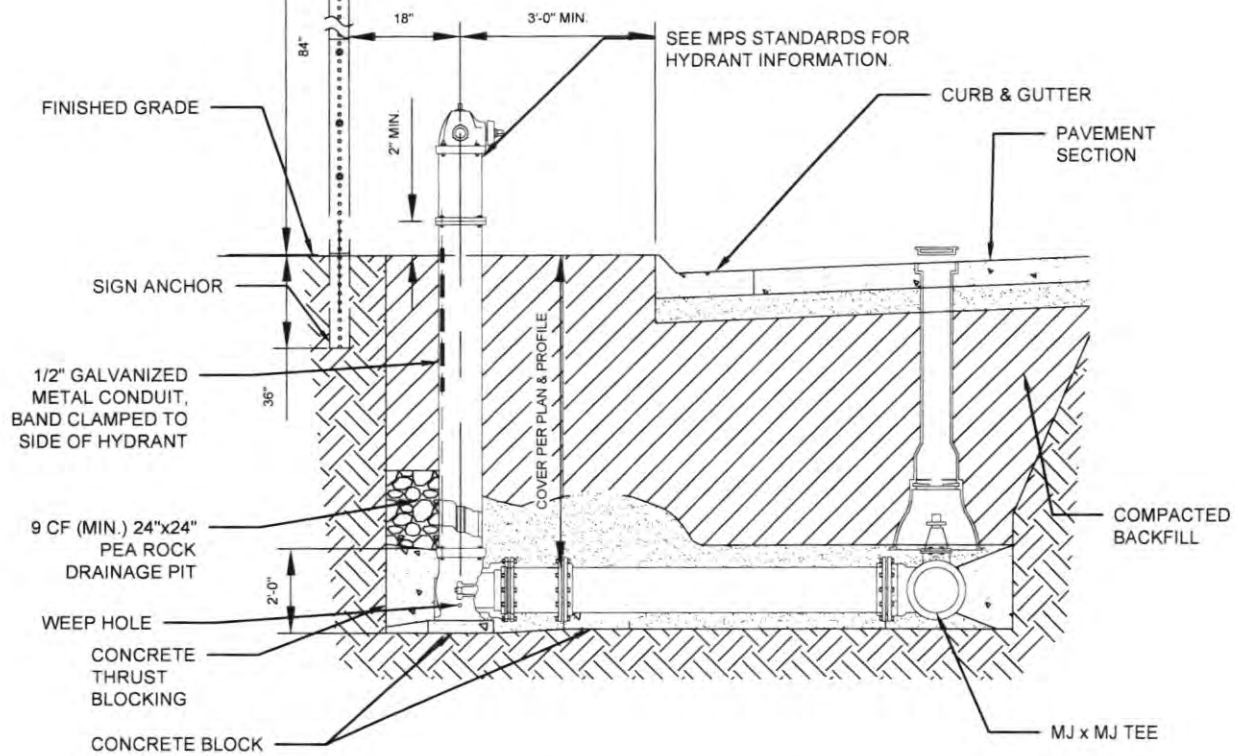 18"
3'-0" MIN.
84"
SEE MPS STANDARDS FOR
HYDRANT INFORMATION.
FINISHED GRADE
2" MIN.
CURB & GUTTER
PAVEMENT
SECTION
SIGN ANCHOR
COVER PER PLAN & PROFILE
1/2" GALVANIZED
METAL CONDUIT,
BAND CLAMPED TO
SIDE OF HYDRANT
36"
9 CF (MIN.) 24"x24"
PEA ROCK
DRAINAGE PIT
COMPACTED
BACKFILL
2'-0"
WEEP HOLE
CONCRETE
THRUST
BLOCKING
CONCRETE BLOCK
MJ x MJ TEE